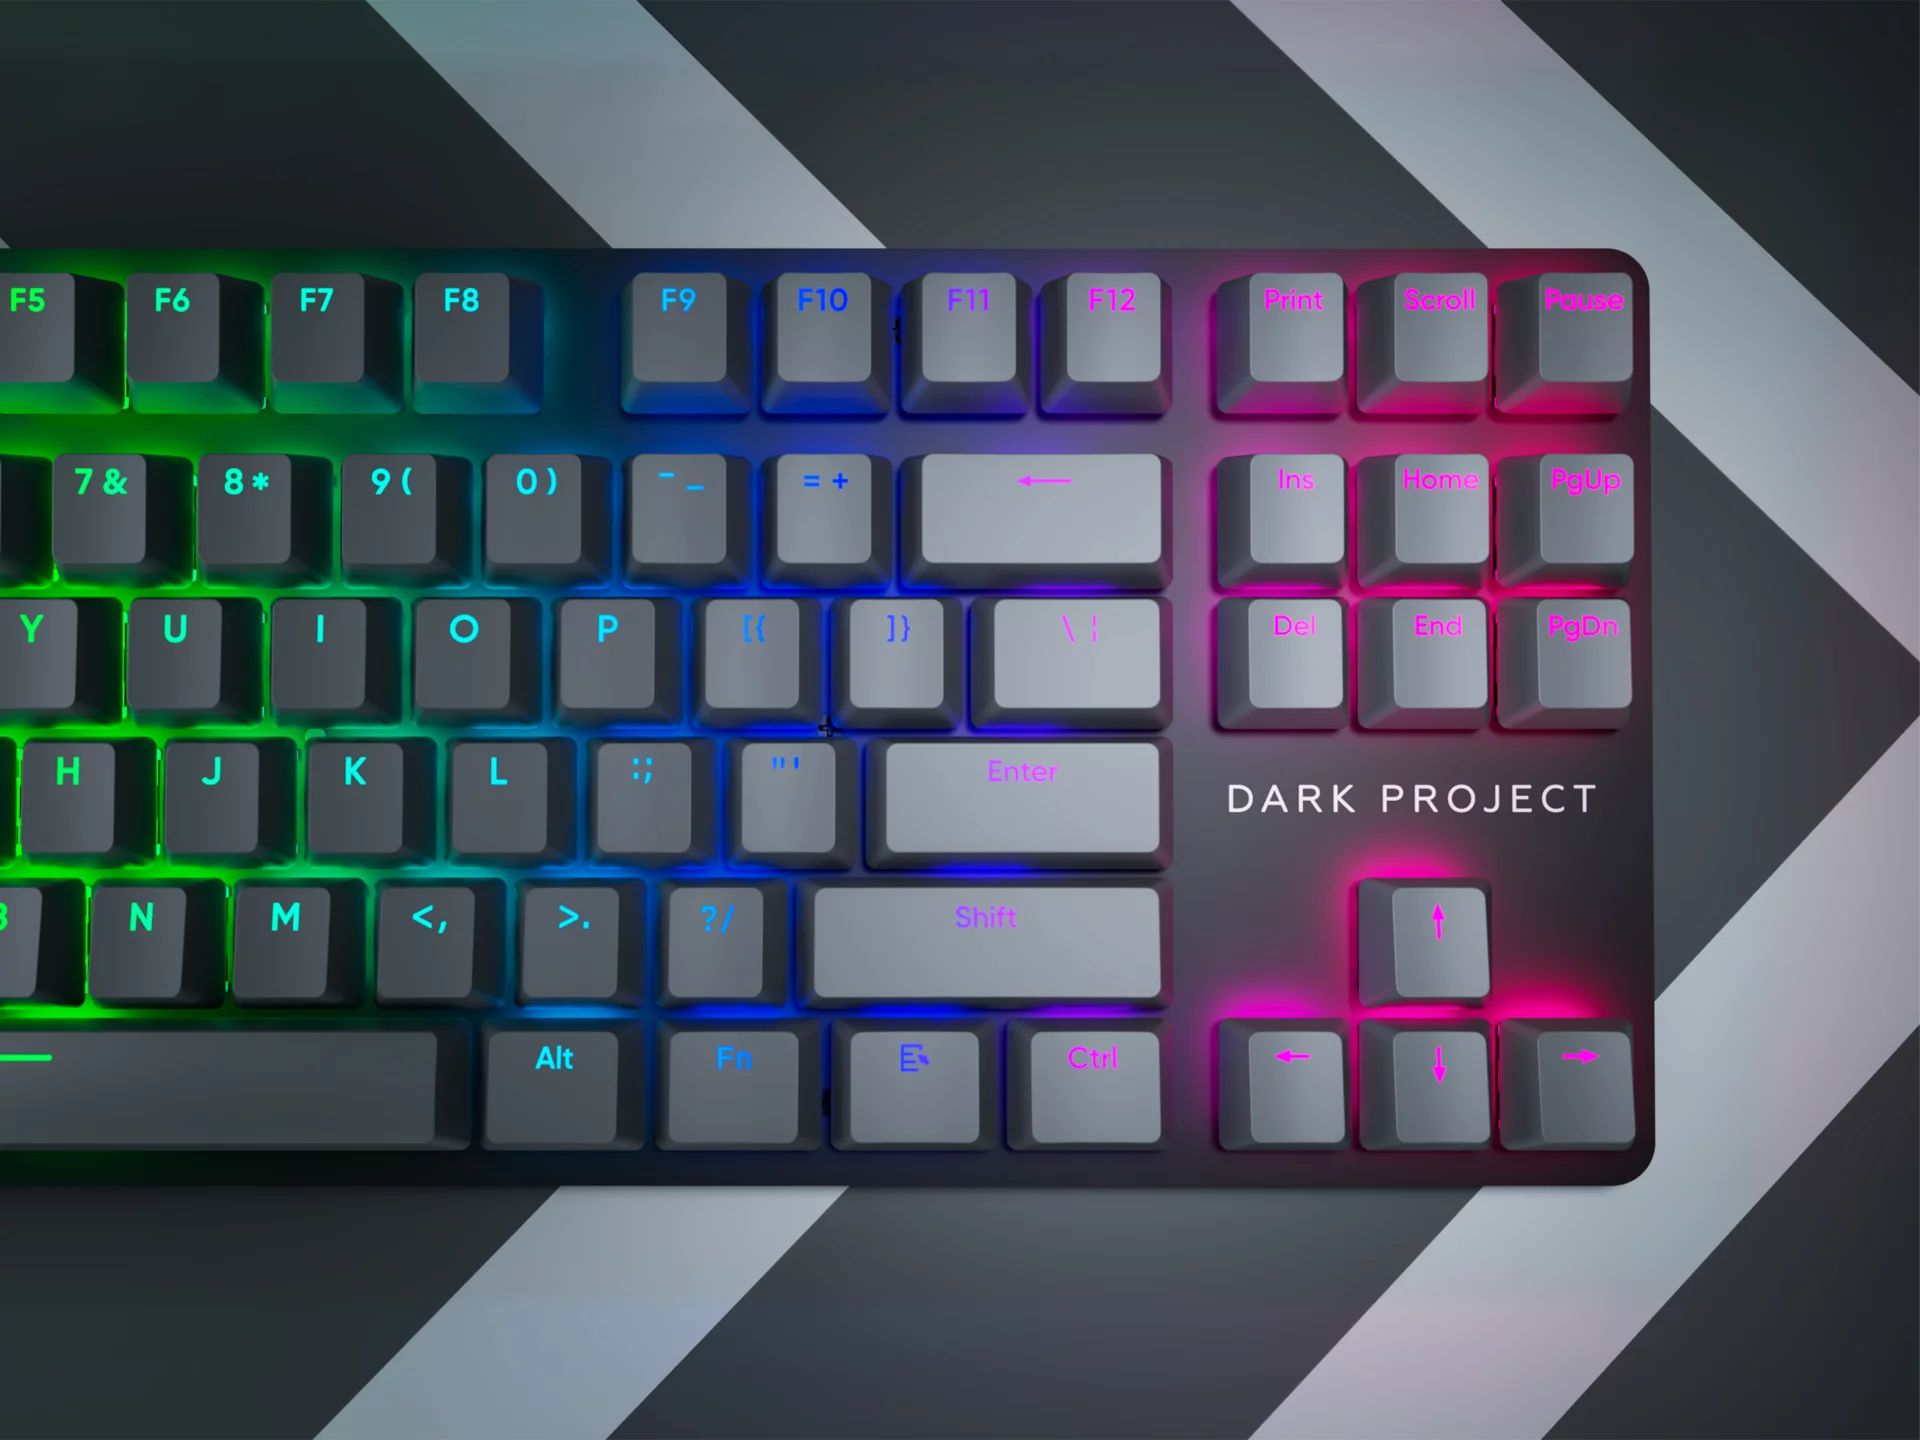 F5 F6 F7 F8 F9 F10 F11 F12 Print Scroll Pause
7 & 8 * 9 ( 0 ) - _ = + ← Ins Home PgUp
Y U I O P [{ ]} \ ¦ Del End PgDn
H J K L :; "' Enter
DARK PROJECT
N M <, >. ?/ Shift ↑
Alt Fn Ctrl ← ↓ →